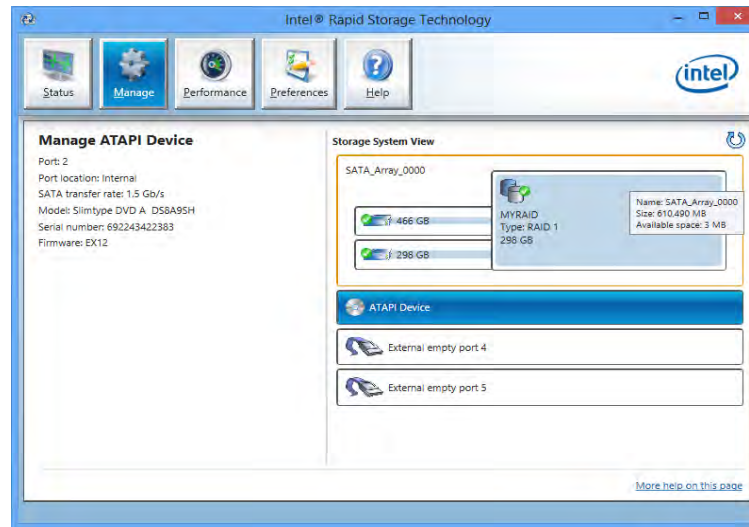 Intel® Rapid Storage Technology
Status
Manage
Performance
Preferences
Help
intel
Manage ATAPI Device
Port: 2
Port location: Internal
SATA transfer rate: 1.5 Gb/s
Model: Slimtype DVD A DS8A9SH
Serial number: 692243422383
Firmware: EX12
Storage System View
SATA_Array_0000
466 GB
298 GB
MYRAID
Type: RAID 1
298 GB
Name: SATA_Array_0000
Size: 610,490 MB
Available space: 3 MB
ATAPI Device
External empty port 4
External empty port 5
More help on this page